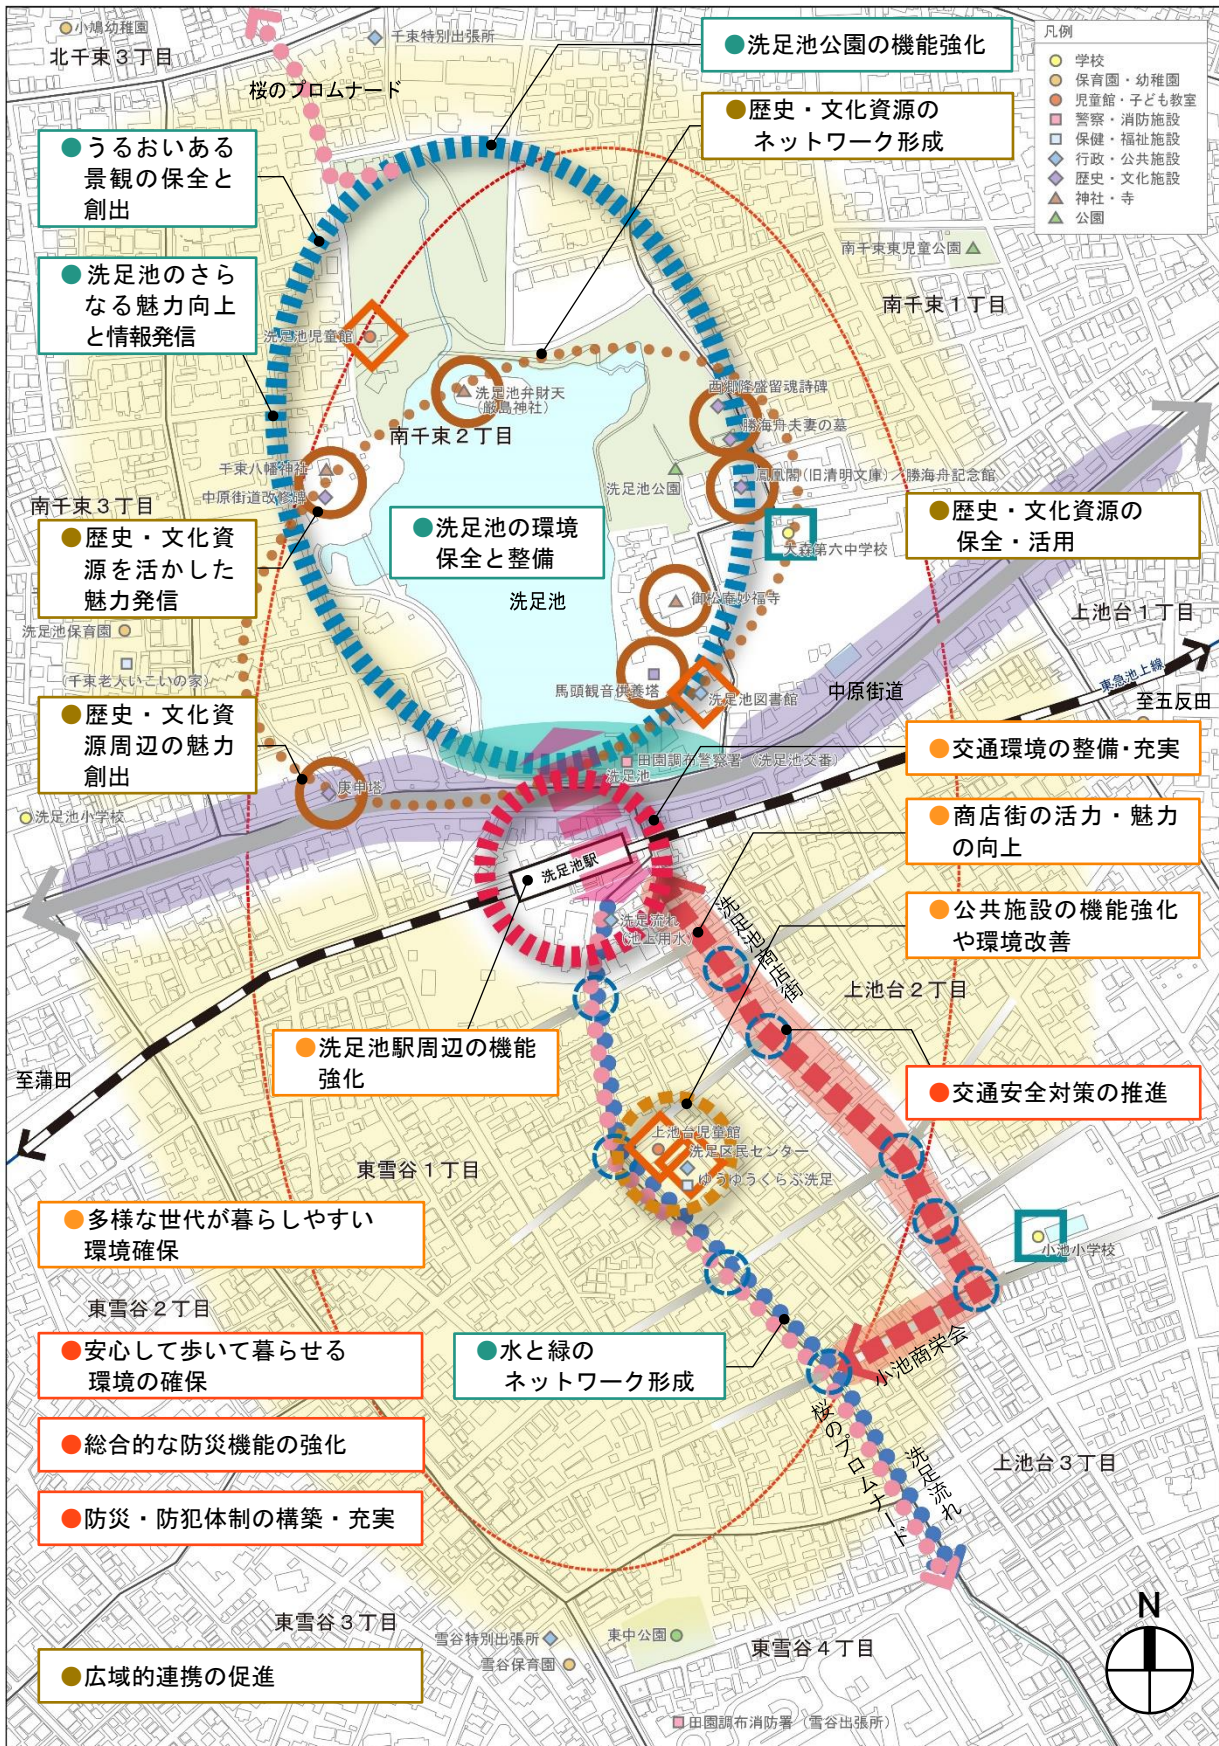 小鳩幼稚園
北千束３丁目
千束特別出張所
桜のプロムナード
●洗足池公園の機能強化
●歴史・文化資源の
ネットワーク形成
凡例
学校
保育園・幼稚園
児童館・子ども教室
警察・消防施設
保健・福祉施設
行政・公共施設
歴史・文化施設
神社・寺
公園
●うるおいある
景観の保全と
創出
●洗足池のさら
なる魅力向上
と情報発信
南千束東児童公園
南千束１丁目
洗足池児童館
洗足池弁財天
（厳島神社）
南千束２丁目
西郷隆盛留魂詩碑
勝海舟夫妻の墓
千束八幡神社
中原街道改修碑
洗足池公園
鳳凰閣(旧清明文庫)／勝海舟記念館
南千束３丁目
●歴史・文化資
源を活かした
魅力発信
●洗足池の環境
保全と整備
●歴史・文化資源の
保全・活用
大森第六中学校
洗足池
御松庵妙福寺
上池台１丁目
洗足池保育園
（千束老人いこいの家）
馬頭観音供養塔
洗足池図書館
中原街道
東急池上線
至五反田
●歴史・文化資
源周辺の魅力
創出
庚申塔
田園調布警察署（洗足池交番）
洗足池
●交通環境の整備･充実
洗足池小学校
●商店街の活力・魅力
の向上
洗足池駅
洗足流れ
（池上用水）
洗足池商店街
●公共施設の機能強化
や環境改善
上池台２丁目
●洗足池駅周辺の機能
強化
至蒲田
●交通安全対策の推進
上池台児童館
洗足区民センター
ゆうゆうくらぶ洗足
東雪谷１丁目
●多様な世代が暮らしやすい
環境確保
小池小学校
東雪谷２丁目
●安心して歩いて暮らせる
環境の確保
●水と緑の
ネットワーク形成
小池商栄会
●総合的な防災機能の強化
桜のプロムナード
洗足流れ
上池台３丁目
●防災・防犯体制の構築・充実
東雪谷３丁目
雪谷特別出張所
雪谷保育園
東中公園
東雪谷４丁目
N
●広域的連携の促進
田園調布消防署（雪谷出張所）